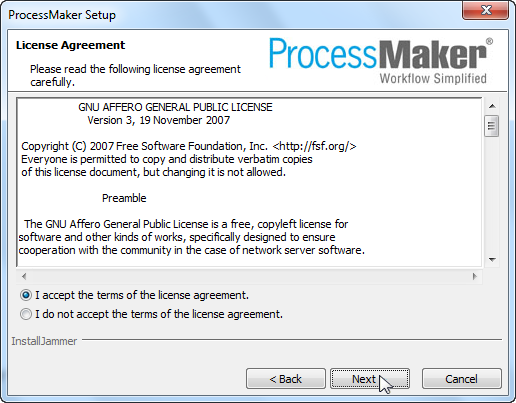 ProcessMaker Setup
License Agreement
Please read the following license agreement
carefully.
ProcessMaker®
Workflow Simplified
GNU AFFERO GENERAL PUBLIC LICENSE
Version 3, 19 November 2007
Copyright (C) 2007 Free Software Foundation, Inc. <http://fsf.org/>
Everyone is permitted to copy and distribute verbatim copies
of this license document, but changing it is not allowed.
Preamble
The GNU Affero General Public License is a free, copyleft license for
software and other kinds of works, specifically designed to ensure
cooperation with the community in the case of network server software.
I accept the terms of the license agreement.
I do not accept the terms of the license agreement.
InstallJammer
< Back
Next
Cancel